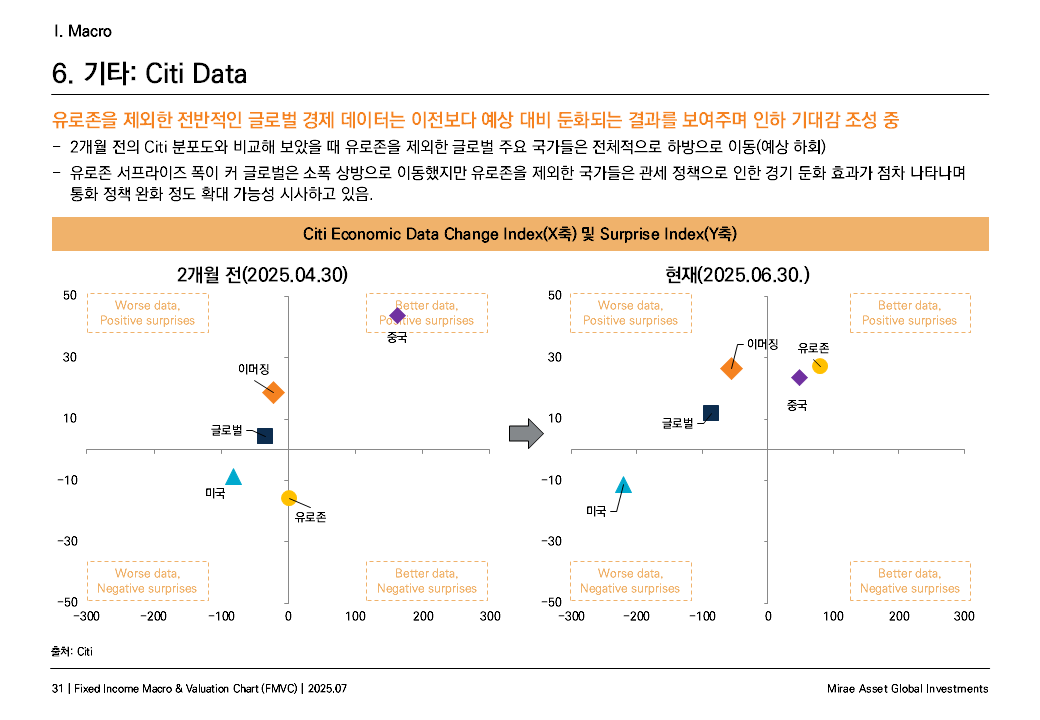 I. Macro
6. 기타: Citi Data
유로존을 제외한 전반적인 글로벌 경제 데이터는 이전보다 예상 대비 둔화되는 결과를 보여주며 인하 기대감 조성 중
- 2개월 전의 Citi 분포도와 비교해 보았을 때 유로존을 제외한 글로벌 주요 국가들은 전체적으로 하방으로 이동(예상 하회)
- 유로존 서프라이즈 폭이 커 글로벌은 소폭 상방으로 이동했지만 유로존을 제외한 국가들은 관세 정책으로 인한 경기 둔화 효과가 점차 나타나며
통화 정책 완화 정도 확대 가능성 시사하고 있음.
Citi Economic Data Change Index(X축) 및 Surprise Index(Y축)
2개월 전(2025.04.30)
50
30
10
-10
-30
-50
-300
-200
-100
0
100
200
300
Worse data,
Positive surprises
Better data,
Positive surprises
중국
이머징
글로벌
미국
유로존
Worse data,
Negative surprises
Better data,
Negative surprises
현재(2025.06.30.)
50
30
10
-10
-30
-50
-300
-200
-100
0
100
200
300
Worse data,
Positive surprises
Better data,
Positive surprises
이머징
유로존
중국
글로벌
미국
Worse data,
Negative surprises
Better data,
Negative surprises
출처: Citi
31 | Fixed Income Macro & Valuation Chart (FMVC) | 2025.07
Mirae Asset Global Investments